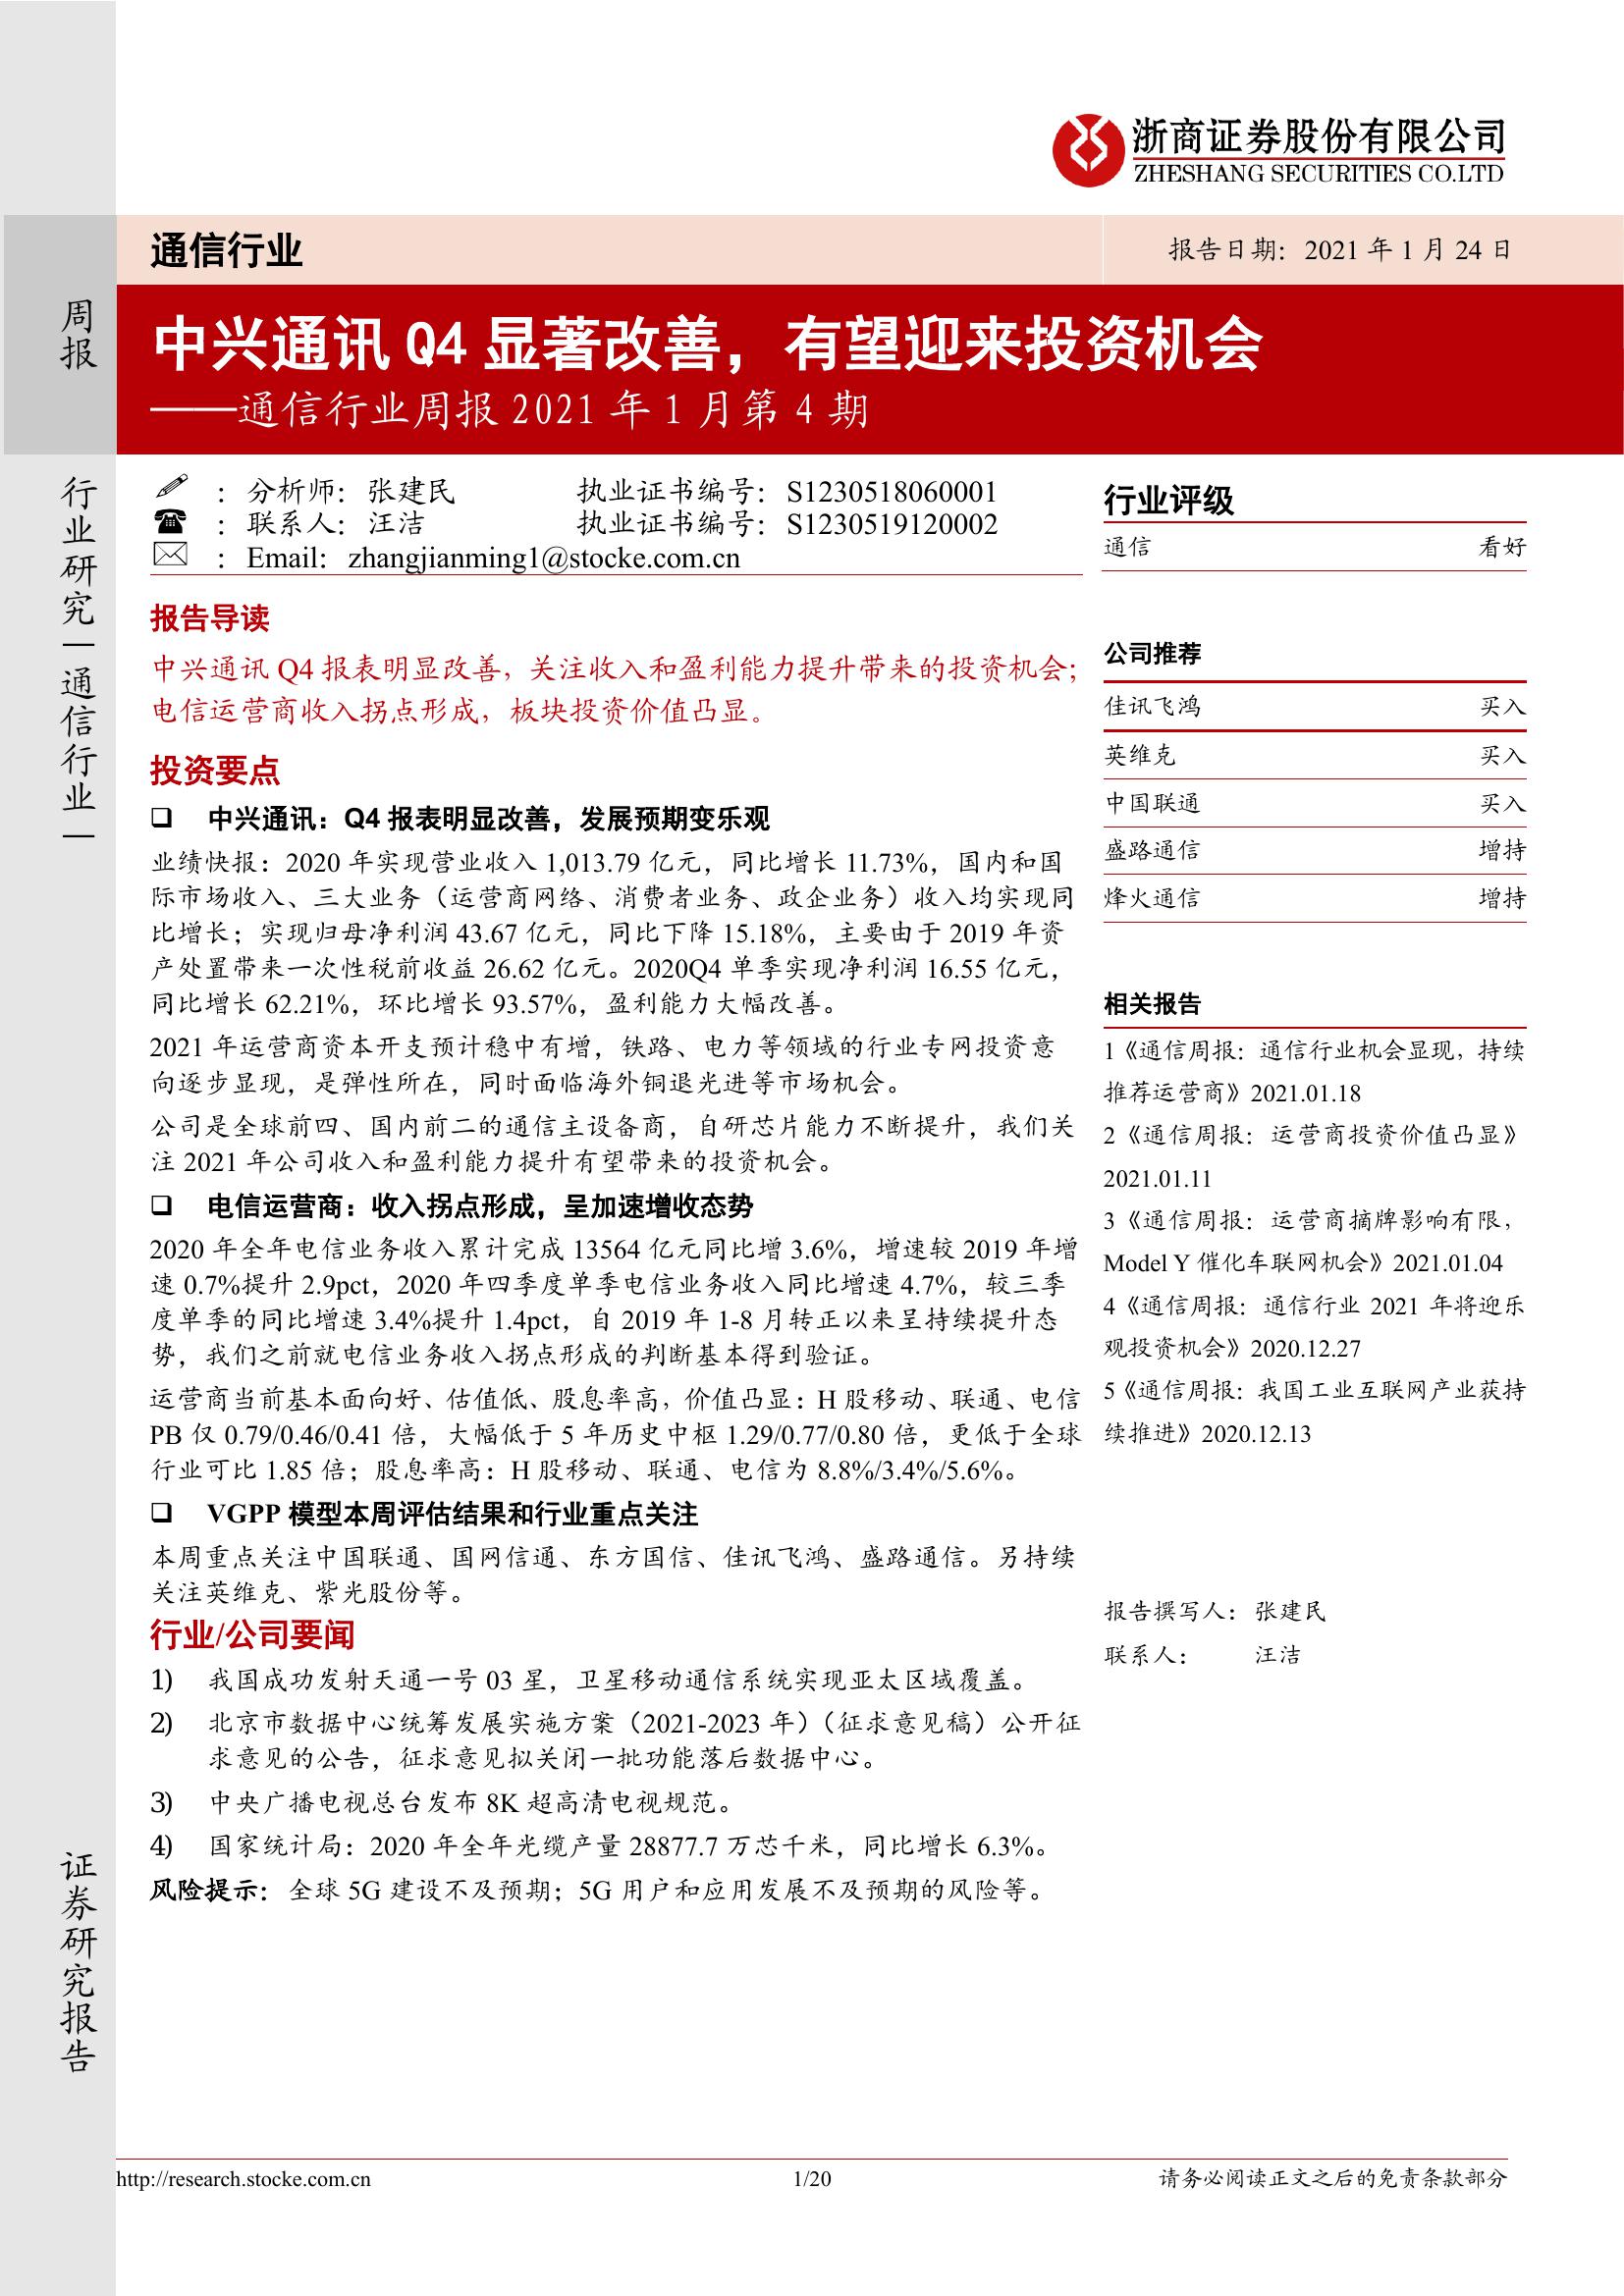 浙商证券股份有限公司
ZHESHANG SECURITIES CO.LTD
通信行业
报告日期：2021 年 1 月 24 日
周报
中兴通讯 Q4 显著改善，有望迎来投资机会
——通信行业周报 2021 年 1 月第 4 期
行业研究|通信行业|
：分析师：张建民 执业证书编号：S1230518060001
：联系人：汪洁 执业证书编号：S1230519120002
：Email：zhangjianming1@stocke.com.cn
报告导读
中兴通讯 Q4 报表明显改善，关注收入和盈利能力提升带来的投资机会；
电信运营商收入拐点形成，板块投资价值凸显。
投资要点
❑ 中兴通讯：Q4 报表明显改善，发展预期变乐观
业绩快报：2020 年实现营业收入 1,013.79 亿元，同比增长 11.73%，国内和国
际市场收入、三大业务（运营商网络、消费者业务、政企业务）收入均实现同
比增长；实现归母净利润 43.67 亿元，同比下降 15.18%，主要由于 2019 年资
产处置带来一次性税前收益 26.62 亿元。2020Q4 单季实现净利润 16.55 亿元，
同比增长 62.21%，环比增长 93.57%，盈利能力大幅改善。
2021 年运营商资本开支预计稳中有增，铁路、电力等领域的行业专网投资意
向逐步显现，是弹性所在，同时面临海外铜退光进等市场机会。
公司是全球前四、国内前二的通信主设备商，自研芯片能力不断提升，我们关
注 2021 年公司收入和盈利能力提升有望带来的投资机会。
❑ 电信运营商：收入拐点形成，呈加速增收态势
2020 年全年电信业务收入累计完成 13564 亿元同比增 3.6%，增速较 2019 年增
速 0.7%提升 2.9pct，2020 年四季度单季电信业务收入同比增速 4.7%，较三季
度单季的同比增速 3.4%提升 1.4pct，自 2019 年 1-8 月转正以来呈持续提升态
势，我们之前就电信业务收入拐点形成的判断基本得到验证。
运营商当前基本面向好、估值低、股息率高，价值凸显：H 股移动、联通、电信
PB 仅 0.79/0.46/0.41 倍，大幅低于 5 年历史中枢 1.29/0.77/0.80 倍，更低于全球
行业可比 1.85 倍；股息率高：H 股移动、联通、电信为 8.8%/3.4%/5.6%。
❑ VGPP 模型本周评估结果和行业重点关注
本周重点关注中国联通、国网信通、东方国信、佳讯飞鸿、盛路通信。另持续
关注英维克、紫光股份等。
行业/公司要闻
1) 我国成功发射天通一号 03 星，卫星移动通信系统实现亚太区域覆盖。
2) 北京市数据中心统筹发展实施方案（2021-2023 年）（征求意见稿）公开征
求意见的公告，征求意见拟关闭一批功能落后数据中心。
3) 中央广播电视总台发布 8K 超高清电视规范。
4) 国家统计局：2020 年全年光缆产量 28877.7 万芯千米，同比增长 6.3%。
风险提示：全球 5G 建设不及预期；5G 用户和应用发展不及预期的风险等。
行业评级
通信 看好
公司推荐
佳讯飞鸿 买入
英维克 买入
中国联通 买入
盛路通信 增持
烽火通信 增持
相关报告
1《通信周报：通信行业机会显现，持续
推荐运营商》2021.01.18
2《通信周报：运营商投资价值凸显》
2021.01.11
3《通信周报：运营商摘牌影响有限，
Model Y 催化车联网机会》2021.01.04
4《通信周报：通信行业 2021 年将迎乐
观投资机会》2020.12.27
5《通信周报：我国工业互联网产业获持
续推进》2020.12.13
报告撰写人：张建民
联系人： 汪洁
证券研究报告
http://research.stocke.com.cn 1/20 请务必阅读正文之后的免责条款部分